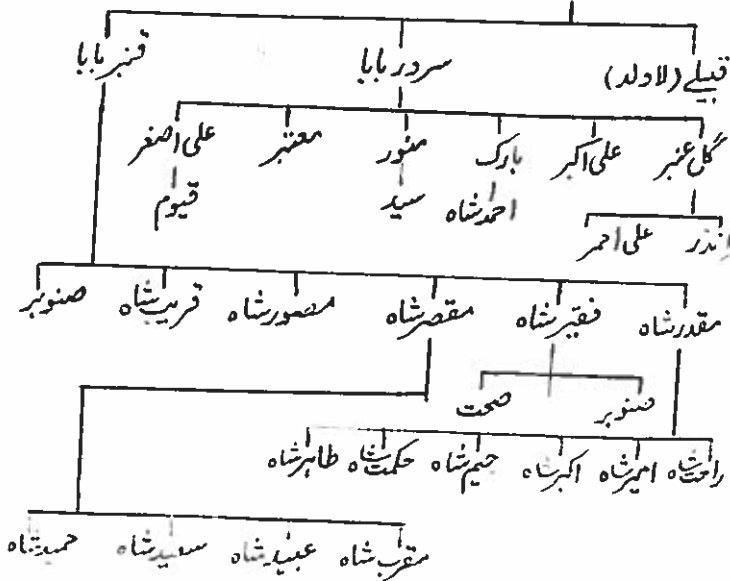 قبیلے (لاولد) سردر بابا قنبر بابا
گل عنبر علی اکبر بارک منور معتبر علی اصغر
احمد شاہ سید قیوم
انذر علی احمر
مقدر شاہ فقیر شاہ مقصر شاہ مصور شاہ قریب شاہ صنوبر
صنوبر صحت
راحت شاہ امیر شاہ اکبر شاہ حیم شاہ حکمت شاہ طاہر شاہ
مقرب شاہ عبید شاہ سعید شاہ حمید شاہ